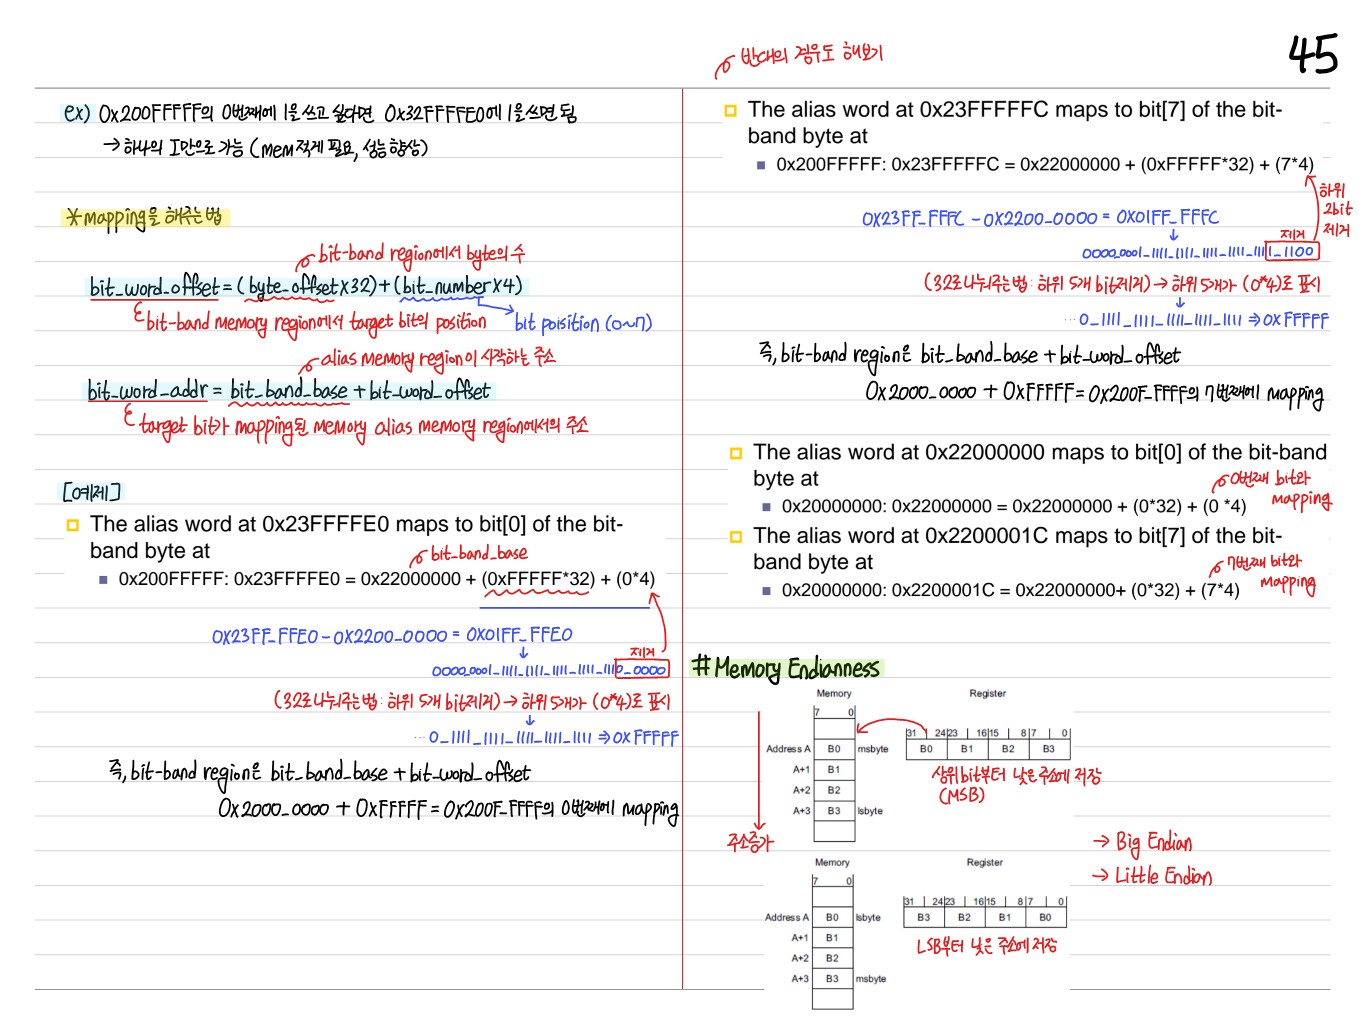 45
ex) 0x200FFFFF의 0번째에 1을 쓰고 싶다면 0x32FFFFE0에 1을 쓰면 됨
→ 하나의 I만으로 가능 (mem 적게 필요, 성능 향상)
*mapping을 해주는 법
bit-band region에서 byte의 수
bit_word_offset = (byte_offset x 32) + (bit_number x 4)
bit-band memory region에서 target bit의 position
bit poisition (0~7)
alias memory region이 시작하는 주소
bit_word_addr = bit_band_base + bit_word_offset
target bit가 mapping된 memory alias memory region에서의 주소
[예제]
The alias word at 0x23FFFFE0 maps to bit[0] of the bit-
band byte at
bit_band_base
0x200FFFFF: 0x23FFFFE0 = 0x22000000 + (0xFFFFF*32) + (0*4)
0x23FF_FFE0 - 0x2200_0000 = 0x01FF_FFE0
제거
0000_0001_1111_1111_1111_1111_1110_0000
(32로 나눠주는 법 : 하위 5개 bit제거) → 하위 5개가 (0*4)로 표시
··· 0_1111_1111_1111_1111_1111 ⇒ 0xFFFFF
즉, bit-band region은 bit_band_base + bit_word_offset
0x2000_0000 + 0xFFFFF = 0x200F_FFFF의 0번째에 mapping
반대의 경우도 해보기
The alias word at 0x23FFFFFC maps to bit[7] of the bit-
band byte at
0x200FFFFF: 0x23FFFFFC = 0x22000000 + (0xFFFFF*32) + (7*4)
하위
2bit
제거
0x23FF_FFFC - 0x2200_0000 = 0x01FF_FFFC
제거
0000_0001_1111_1111_1111_1111_1111_1100
(32로 나눠주는 법 : 하위 5개 bit제거) → 하위 5개가 (0*4)로 표시
··· 0_1111_1111_1111_1111_1111 ⇒ 0xFFFFF
즉, bit-band region은 bit_band_base + bit_word_offset
0x2000_0000 + 0xFFFFF = 0x200F_FFFF의 7번째에 mapping
The alias word at 0x22000000 maps to bit[0] of the bit-band
byte at
0번째 bit와
mapping
0x20000000: 0x22000000 = 0x22000000 + (0*32) + (0 *4)
The alias word at 0x2200001C maps to bit[7] of the bit-
band byte at
7번째 bit와
mapping
0x20000000: 0x2200001C = 0x22000000+ (0*32) + (7*4)
# Memory Endianness
Memory Register
7 0
31 24 23 16 15 8 7 0
Address A B0 msbyte B0 B1 B2 B3
A+1 B1
상위 bit부터 낮은 주소에 저장
(MSB)
A+2 B2
A+3 B3 lsbyte
주소증가
→ Big Endian
→ Little Endian
Memory Register
7 0
31 24 23 16 15 8 7 0
Address A B0 lsbyte B3 B2 B1 B0
A+1 B1
LSB부터 낮은 주소에 저장
A+2 B2
A+3 B3 msbyte